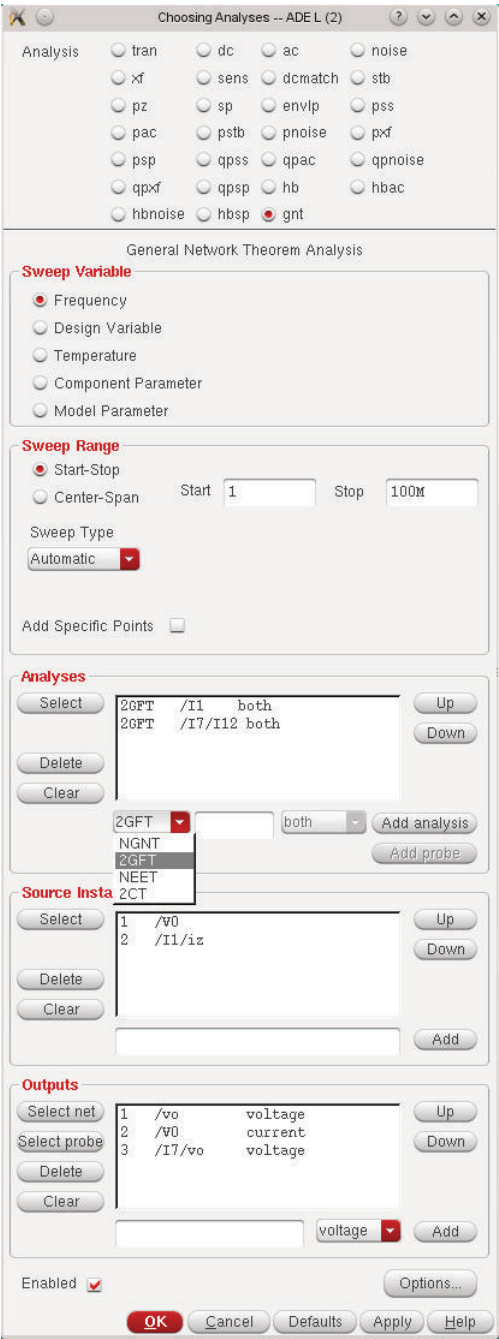 Choosing Analyses -- ADE L (2)
Analysis tran dc ac noise
xf sens dcmatch stb
pz sp envlp pss
pac pstb pnoise pxf
psp qpss qpac qpnoise
qpxf qpsp hb hbac
hbnoise hbsp gnt
General Network Theorem Analysis
Sweep Variable
Frequency
Design Variable
Temperature
Component Parameter
Model Parameter
Sweep Range
Start-Stop
Center-Span Start 1 Stop 100M
Sweep Type
Automatic
Add Specific Points
Analyses
Select 2GFT /I1 both Up
2GFT /I7/I12 both
Down
Delete
Clear
2GFT both Add analysis
NGNT
2GFT Add probe
NEET
2CT
Source Insta
Select 1 /V0 Up
2 /I1/iz
Down
Delete
Clear
Add
Outputs
Select net 1 /vo voltage Up
2 /V0 current
Select probe 3 /I7/vo voltage Down
Delete
Clear
voltage Add
Enabled Options...
OK Cancel Defaults Apply Help